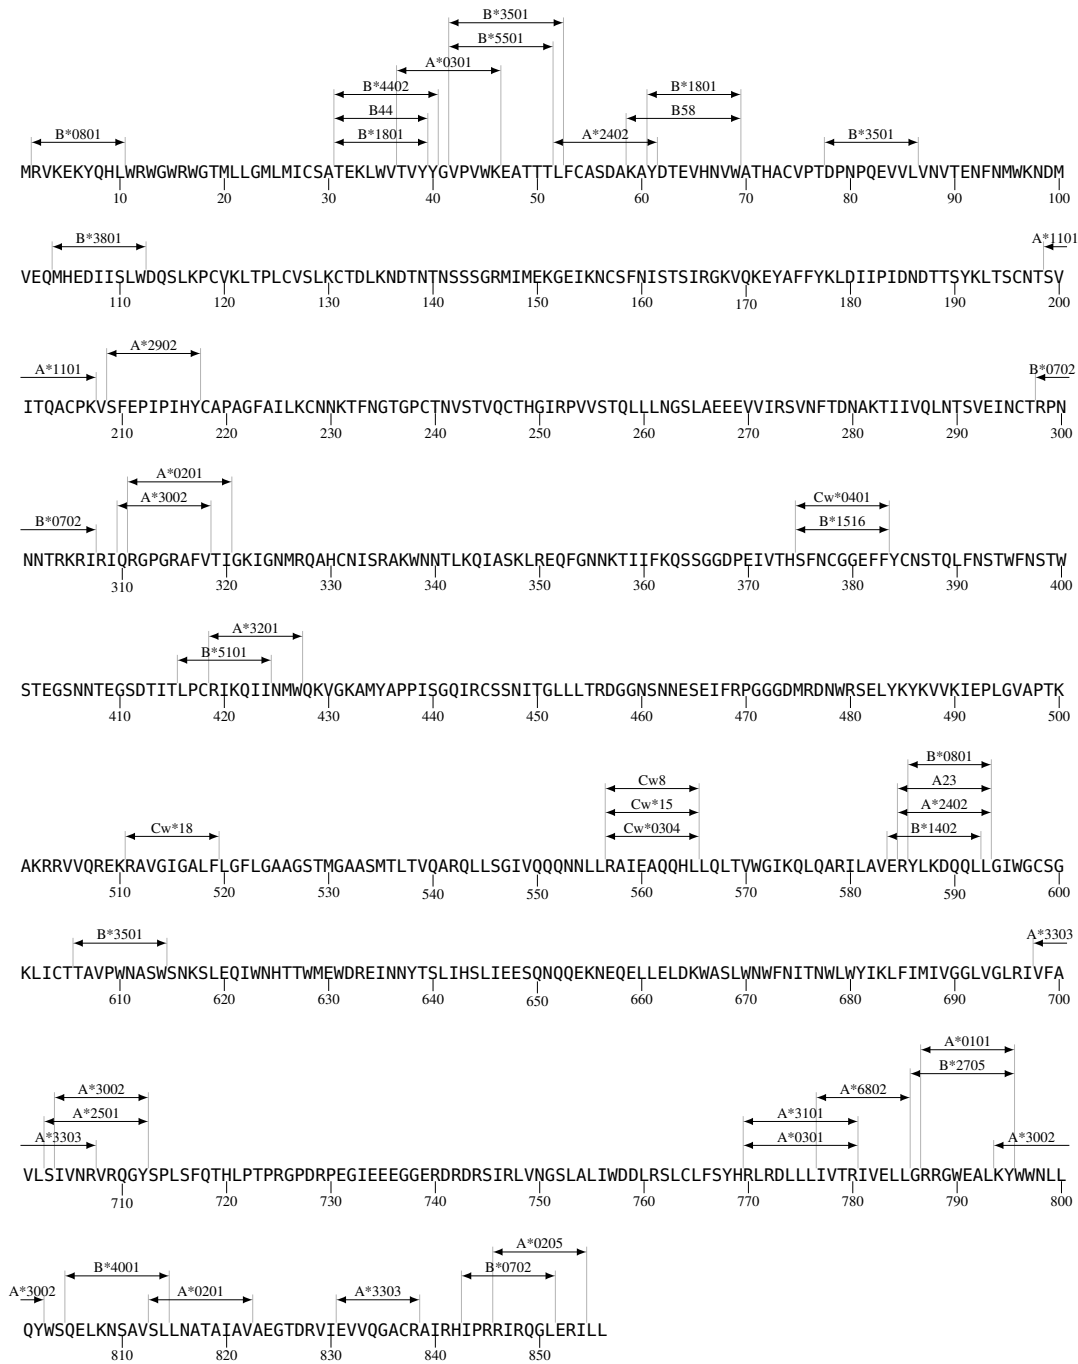 B*3501
B*5501
A*0301
B*4402 B*1801
B44 B58
B*0801 B*1801 A*2402 B*3501
MRVKEKYQHLWRWGWRWGTMLLGMLMICSATEKLWVTVYYGVPVWKEATTTLFCASDAKAYDTEVHNVWATHACVPTDPNPQEVVLVNVTENFNMWKNDM
10 20 30 40 50 60 70 80 90 100
B*3801 A*1101
VEQMHEDIISLWDQSLKPCVKLTPLCVSLKCTDLKNDTNTNSSSGRMIMEKGEIKNCSFNISTSIRGKVQKEYAFFYKLDIIPIDNDTTSYKLTSCNTSV
110 120 130 140 150 160 170 180 190 200
A*2902
A*1101 B*0702
ITQACPKVSFEPIPIHYCAPAGFAILKCNNKTFNGTGPCTNVSTVQCTHGIRPVVSTQLLLNGSLAEEEVVIRSVNFTDNAKTIIVQLNTSVEINCTRPN
210 220 230 240 250 260 270 280 290 300
A*0201
A*3002 Cw*0401
B*0702 B*1516
NNTRKRIRIQRGPGRAFVTIGKIGNMRQAHCNISRAKWNNTLKQIASKLREQFGNNKTIIFKQSSGGDPEIVTHSFNCGGEFFYCNSTQLFNSTWFNSTW
310 320 330 340 350 360 370 380 390 400
A*3201
B*5101
STEGSNNTEGSDTITLPCRIKQIINMWQKVGKAMYAPPISGQIRCSSNITGLLLTRDGGNSNNESEIFRPGGGDMRDNWRSELYKYKVVKIEPLGVAPTK
410 420 430 440 450 460 470 480 490 500
B*0801
Cw8 A23
Cw*15 A*2402
Cw*18 Cw*0304 B*1402
AKRRVVQREKRAVGIGALFLGFLGAAGSTMGAASMTLTVQARQLLSGIVQQQNNLLRAIEAQQHLLQLTVWGIKQLQARILAVERYLKDQQLLGIWGCSG
510 520 530 540 550 560 570 580 590 600
B*3501 A*3303
KLICTTAVPWNASWSNKSLEQIWNHTTWMEWDREINNYTSLIHSLIEESQNQQEKNEQELLELDKWASLWNWFNITNWLWYIKLFIMIVGGLVGLRIVFA
610 620 630 640 650 660 670 680 690 700
A*0101
B*2705
A*3002 A*6802
A*2501 A*3101
A*3303 A*0301 A*3002
VLSIVNRVRQGYSPLSFQTHLPTPRGPDRPEGIEEEGGERDRDRSIRLVNGSLALIWDDLRSLCLFSYHRLRDLLLIVTRIVELLGRRGWEALKYWWNLL
710 720 730 740 750 760 770 780 790 800
A*0205
B*4001 B*0702
A*3002 A*0201 A*3303
QYWSQELKNSAVSLLNATAIAVAEGTDRVIEVVQGACRAIRHIPRRIRQGLERILL
810 820 830 840 850